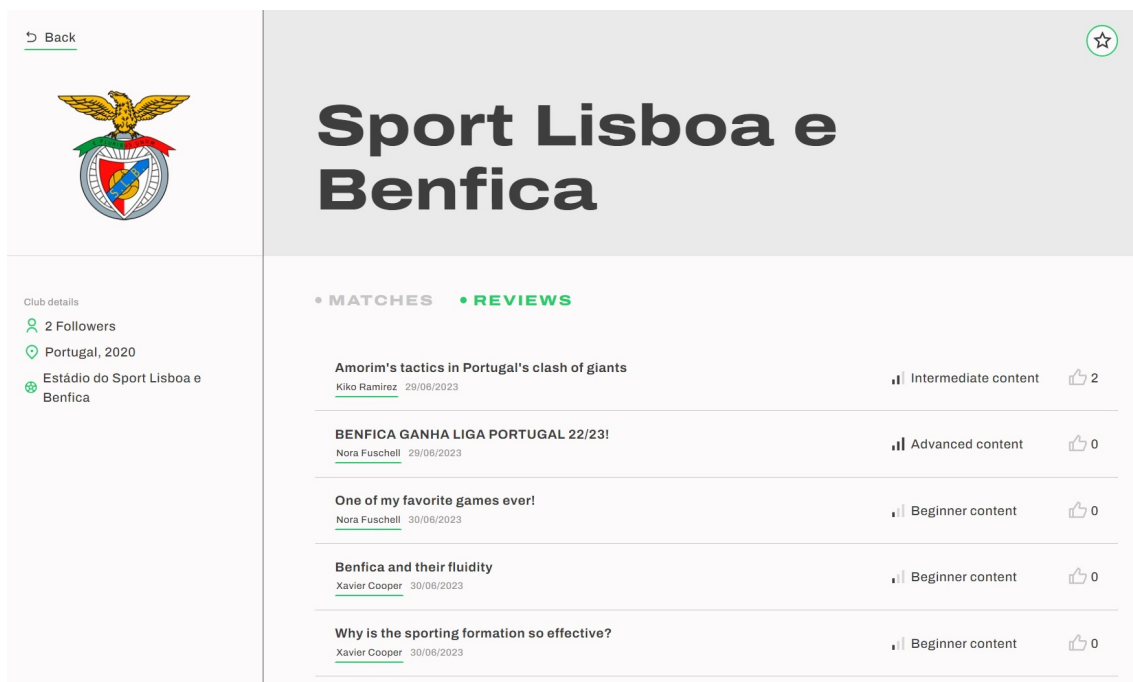 Back
E PLURIBUS UNUM
SLB
Sport Lisboa e
Benfica
Club details
2 Followers
Portugal, 2020
Estádio do Sport Lisboa e
Benfica
MATCHES REVIEWS
Amorim's tactics in Portugal's clash of giants
Kiko Ramirez 29/06/2023
Intermediate content 2
BENFICA GANHA LIGA PORTUGAL 22/23!
Nora Fuschell 29/06/2023
Advanced content 0
One of my favorite games ever!
Nora Fuschell 30/06/2023
Beginner content 0
Benfica and their fluidity
Xavier Cooper 30/06/2023
Beginner content 0
Why is the sporting formation so effective?
Xavier Cooper 30/06/2023
Beginner content 0